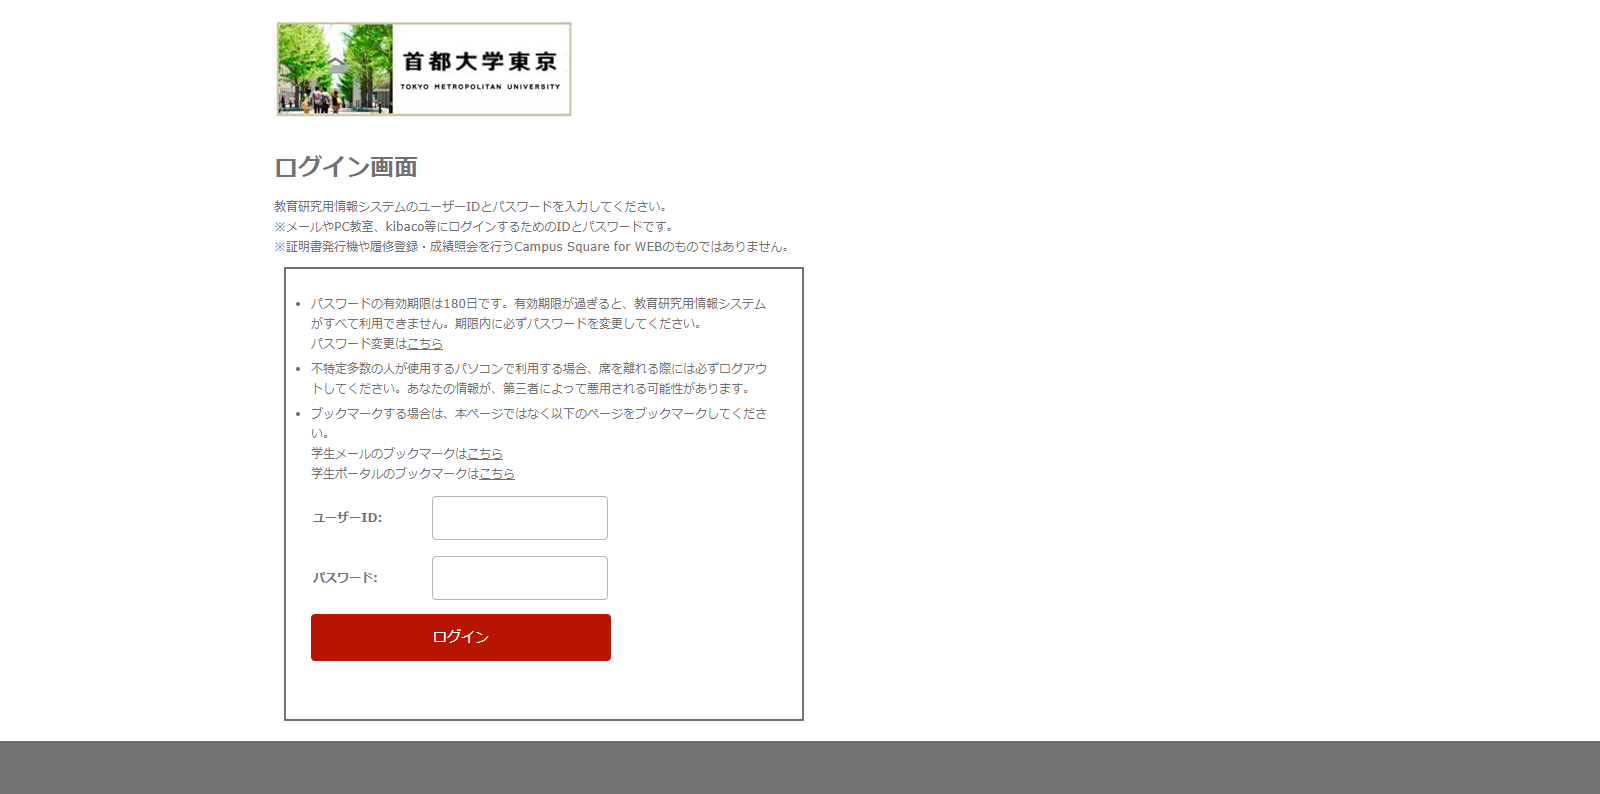 首都大学東京
TOKYO METROPOLITAN UNIVERSITY
ログイン画面
教育研究用情報システムのユーザーIDとパスワードを入力してください。
※メールやPC教室、kibaco等にログインするためのIDとパスワードです。
※証明書発行機や履修登録・成績照会を行うCampus Square for WEBのものではありません。
パスワードの有効期限は180日です。有効期限が過ぎると、教育研究用情報システム
がすべて利用できません。期限内に必ずパスワードを変更してください。
パスワード変更はこちら
不特定多数の人が使用するパソコンで利用する場合、席を離れる際には必ずログアウ
トしてください。あなたの情報が、第三者によって悪用される可能性があります。
ブックマークする場合は、本ページではなく以下のページをブックマークしてくださ
い。
学生メールのブックマークはこちら
学生ポータルのブックマークはこちら
ユーザーID:
パスワード:
ログイン